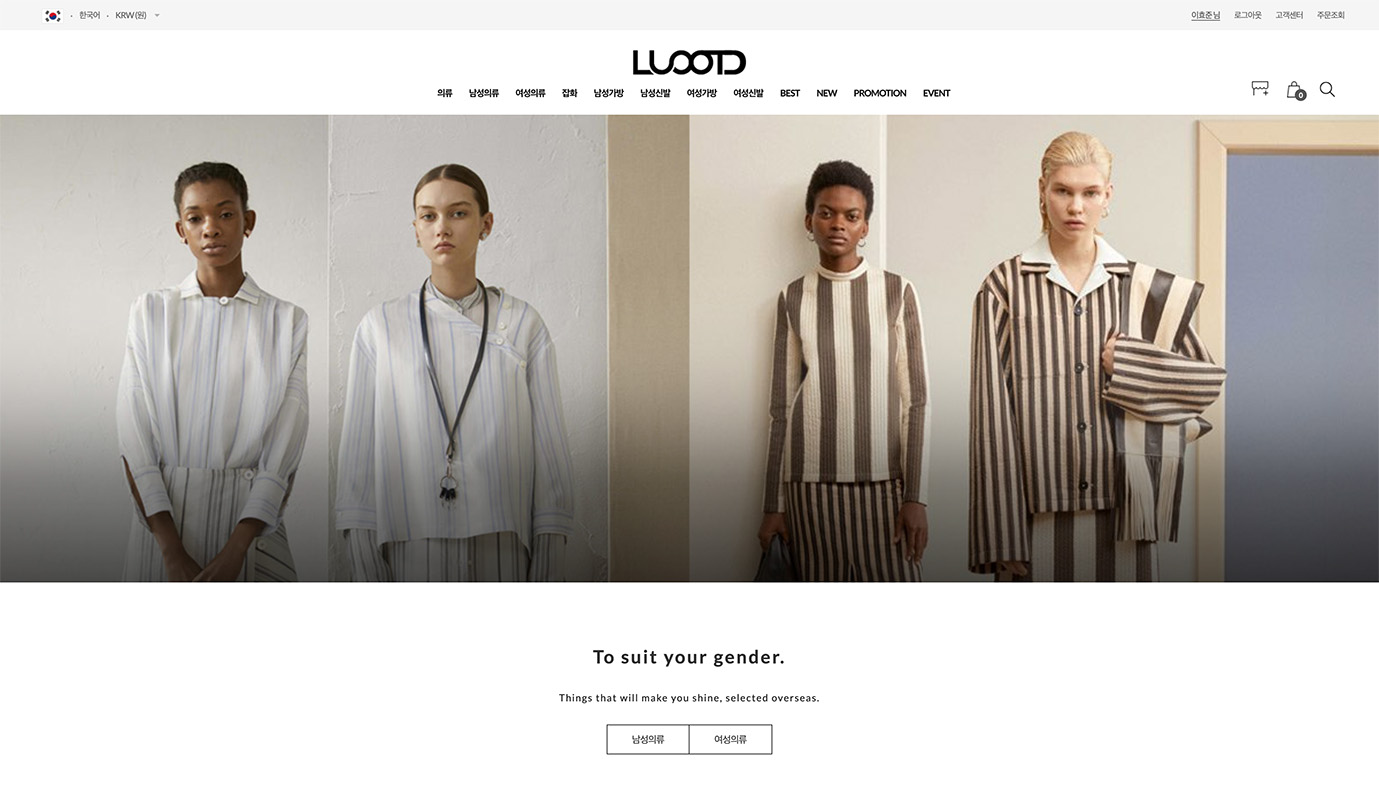 · 한국어 · KRW (원)
이효준님 로그아웃 고객센터 주문조회
LUOOTD
의류 남성의류 여성의류 잡화 남성가방 남성신발 여성가방 여성신발 BEST NEW PROMOTION EVENT
0
To suit your gender.
Things that will make you shine, selected overseas.
남성의류 여성의류